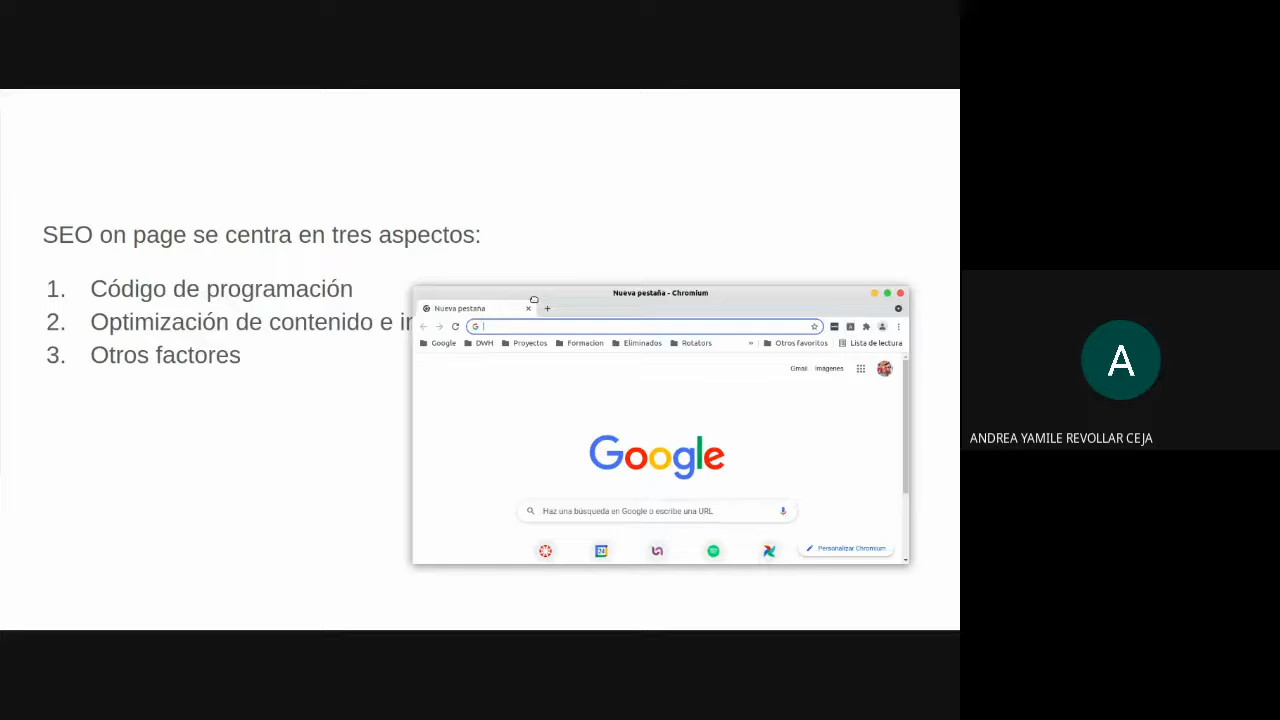 SEO on page se centra en tres aspectos:
1. Código de programación
2. Optimización de contenido e
3. Otros factores
Nueva pestaña - Chromium
Nueva pestaña
Google DWH Proyectos Formacion Eliminados Rotators » Otros favoritos Lista de lectura
Gmail Imágenes
Google
Haz una búsqueda en Google o escribe una URL
Personalizar Chromium
A
ANDREA YAMILE REVOLLAR CEJA